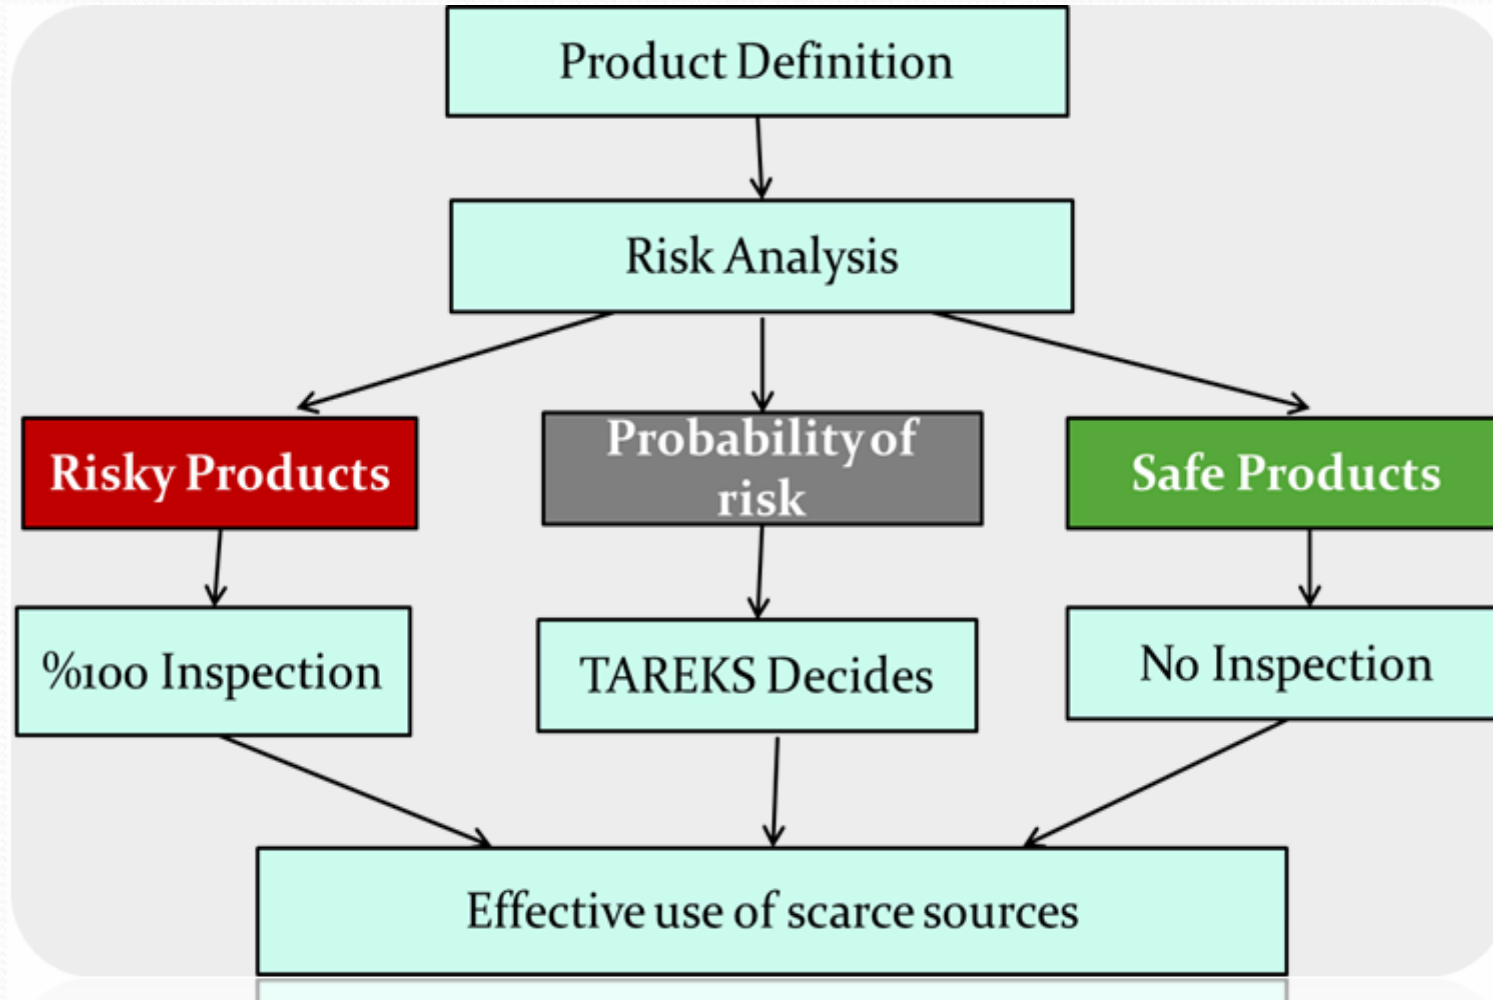 Product Definition
Risk Analysis
Risky Products
Probability of
risk
Safe Products
%100 Inspection
TAREKS Decides
No Inspection
Effective use of scarce sources